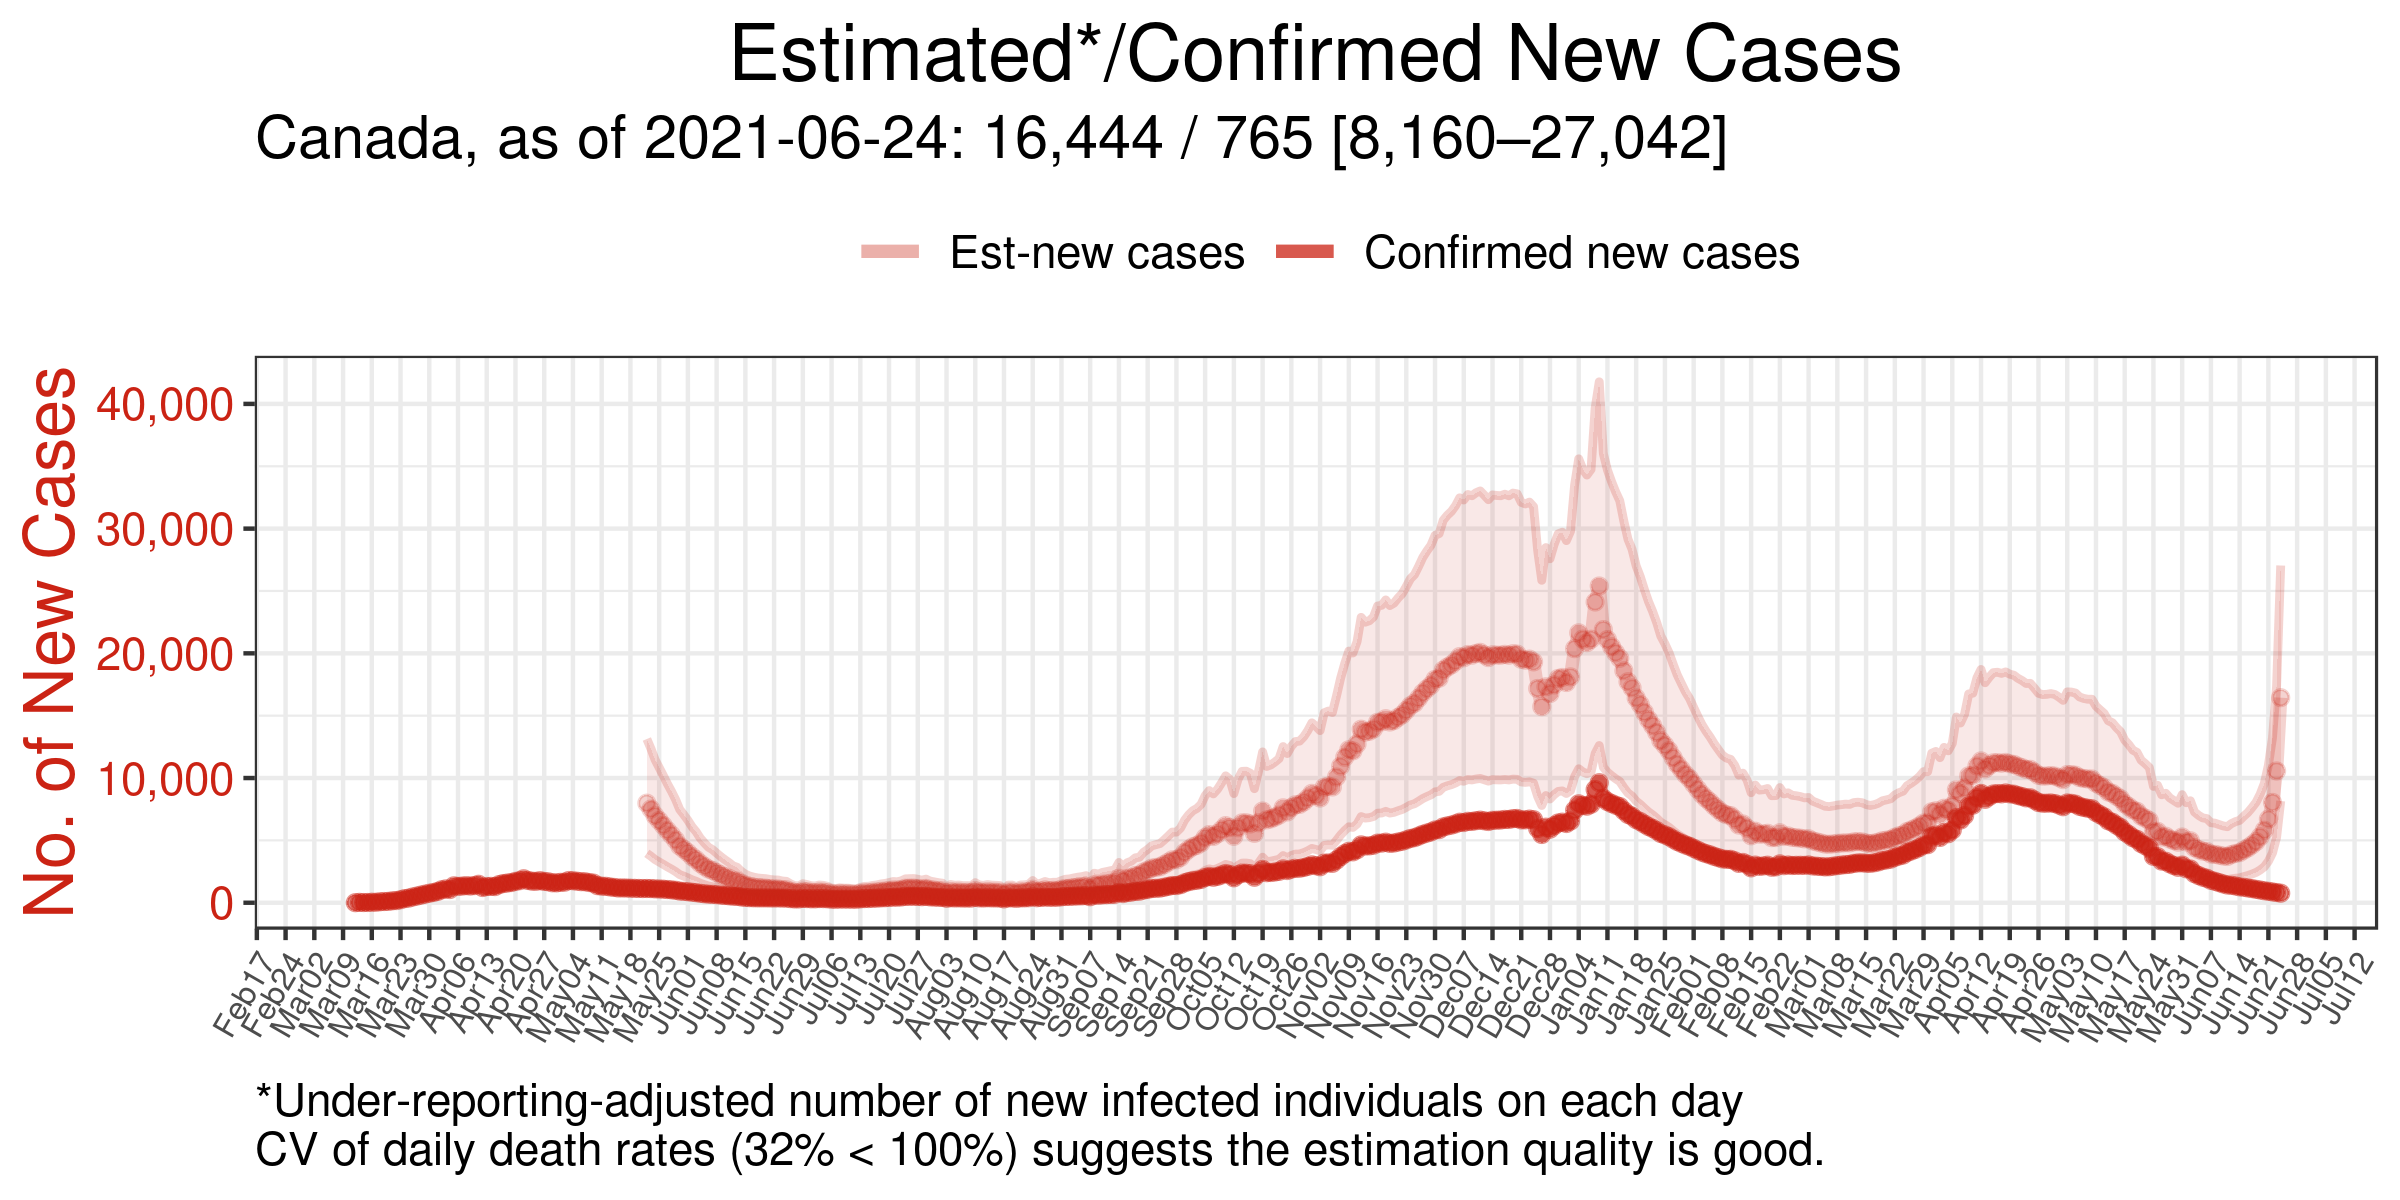 Estimated*/Confirmed New Cases
Canada, as of 2021-06-24: 16,444 / 765 [8,160–27,042]
Est-new cases Confirmed new cases
No. of New Cases
40,000
30,000
20,000
10,000
0
Feb17 Feb24 Mar02 Mar09 Mar16 Mar23 Mar30 Apr06 Apr13 Apr20 Apr27 May04 May11 May18 May25 Jun01 Jun08 Jun15 Jun22 Jun29 Jul06 Jul13 Jul20 Jul27 Aug03 Aug10 Aug17 Aug24 Aug31 Sep07 Sep14 Sep21 Sep28 Oct05 Oct12 Oct19 Oct26 Nov02 Nov09 Nov16 Nov23 Nov30 Dec07 Dec14 Dec21 Dec28 Jan04 Jan11 Jan18 Jan25 Feb01 Feb08 Feb15 Feb22 Mar01 Mar08 Mar15 Mar22 Mar29 Apr05 Apr12 Apr19 Apr26 May03 May10 May17 May24 May31 Jun07 Jun14 Jun21 Jun28 Jul05 Jul12
*Under-reporting-adjusted number of new infected individuals on each day
CV of daily death rates (32% < 100%) suggests the estimation quality is good.